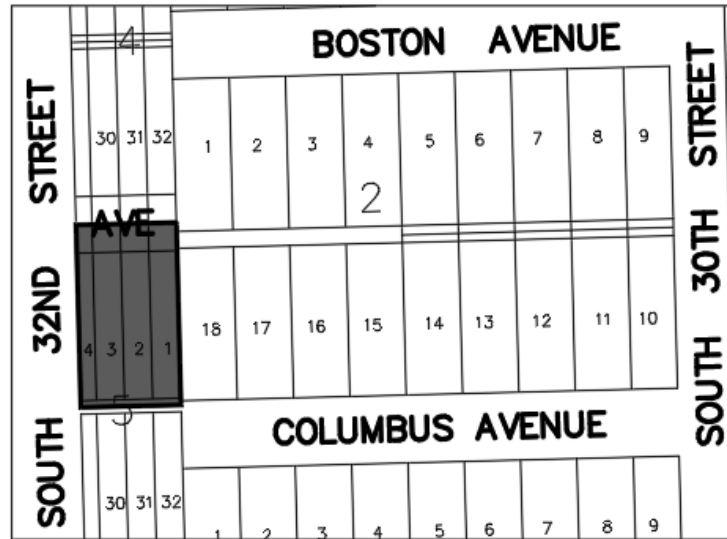 4
BOSTON AVENUE
SOUTH 32ND STREET
SOUTH 30TH STREET
30 31 32
1 2 3 4 5 6 7 8 9
2
AVE
4 3 2 1
18 17 16 15 14 13 12 11 10
5
COLUMBUS AVENUE
30 31 32
1 2 3 4 5 6 7 8 9